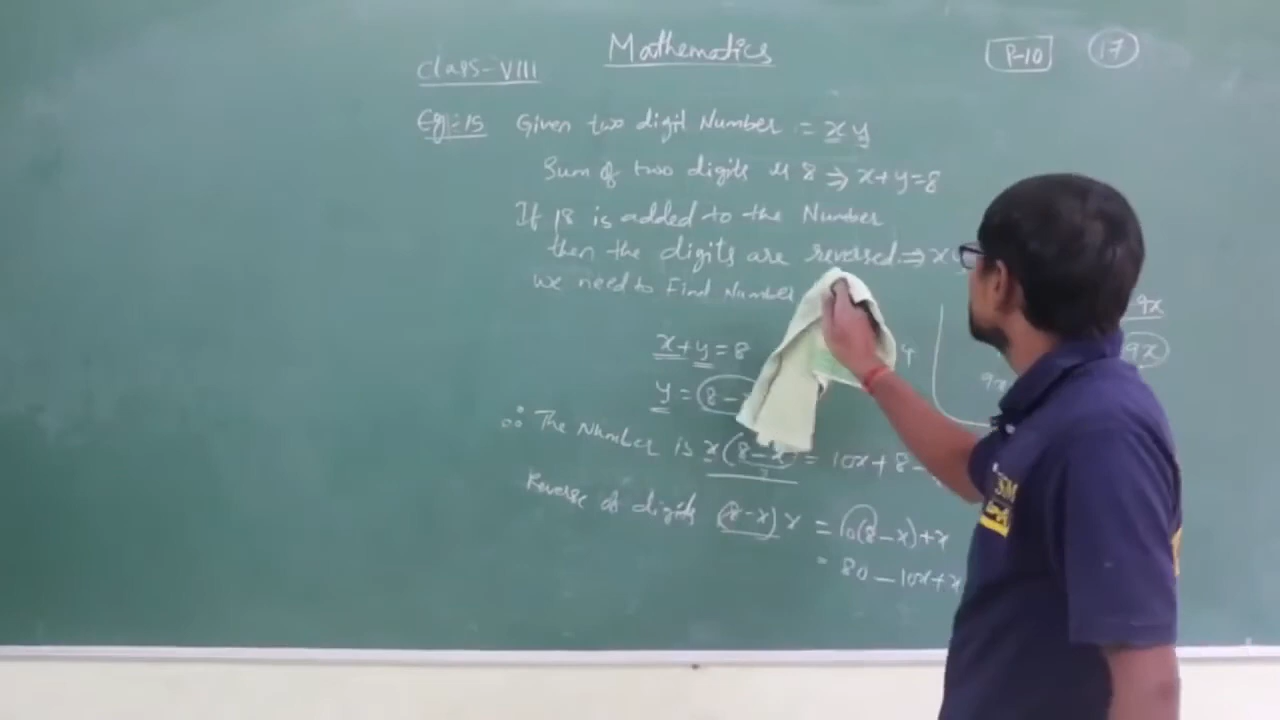 Mathematics
P-10
17
Class-VIII
Eg:-15 Given two digit Number := x y
Sum of two digits is 8 ⇒ x+y=8
If 18 is added to the Number
then the digits are reversed. ⇒ x
we need to Find Number
9x
x+y=8
9x
y = 8-
9x
∴ The Number is x(8-x) = 10x+8-
Reverse of digits (8-x)x = 10(8-x)+x
= 80-10x+x
SM